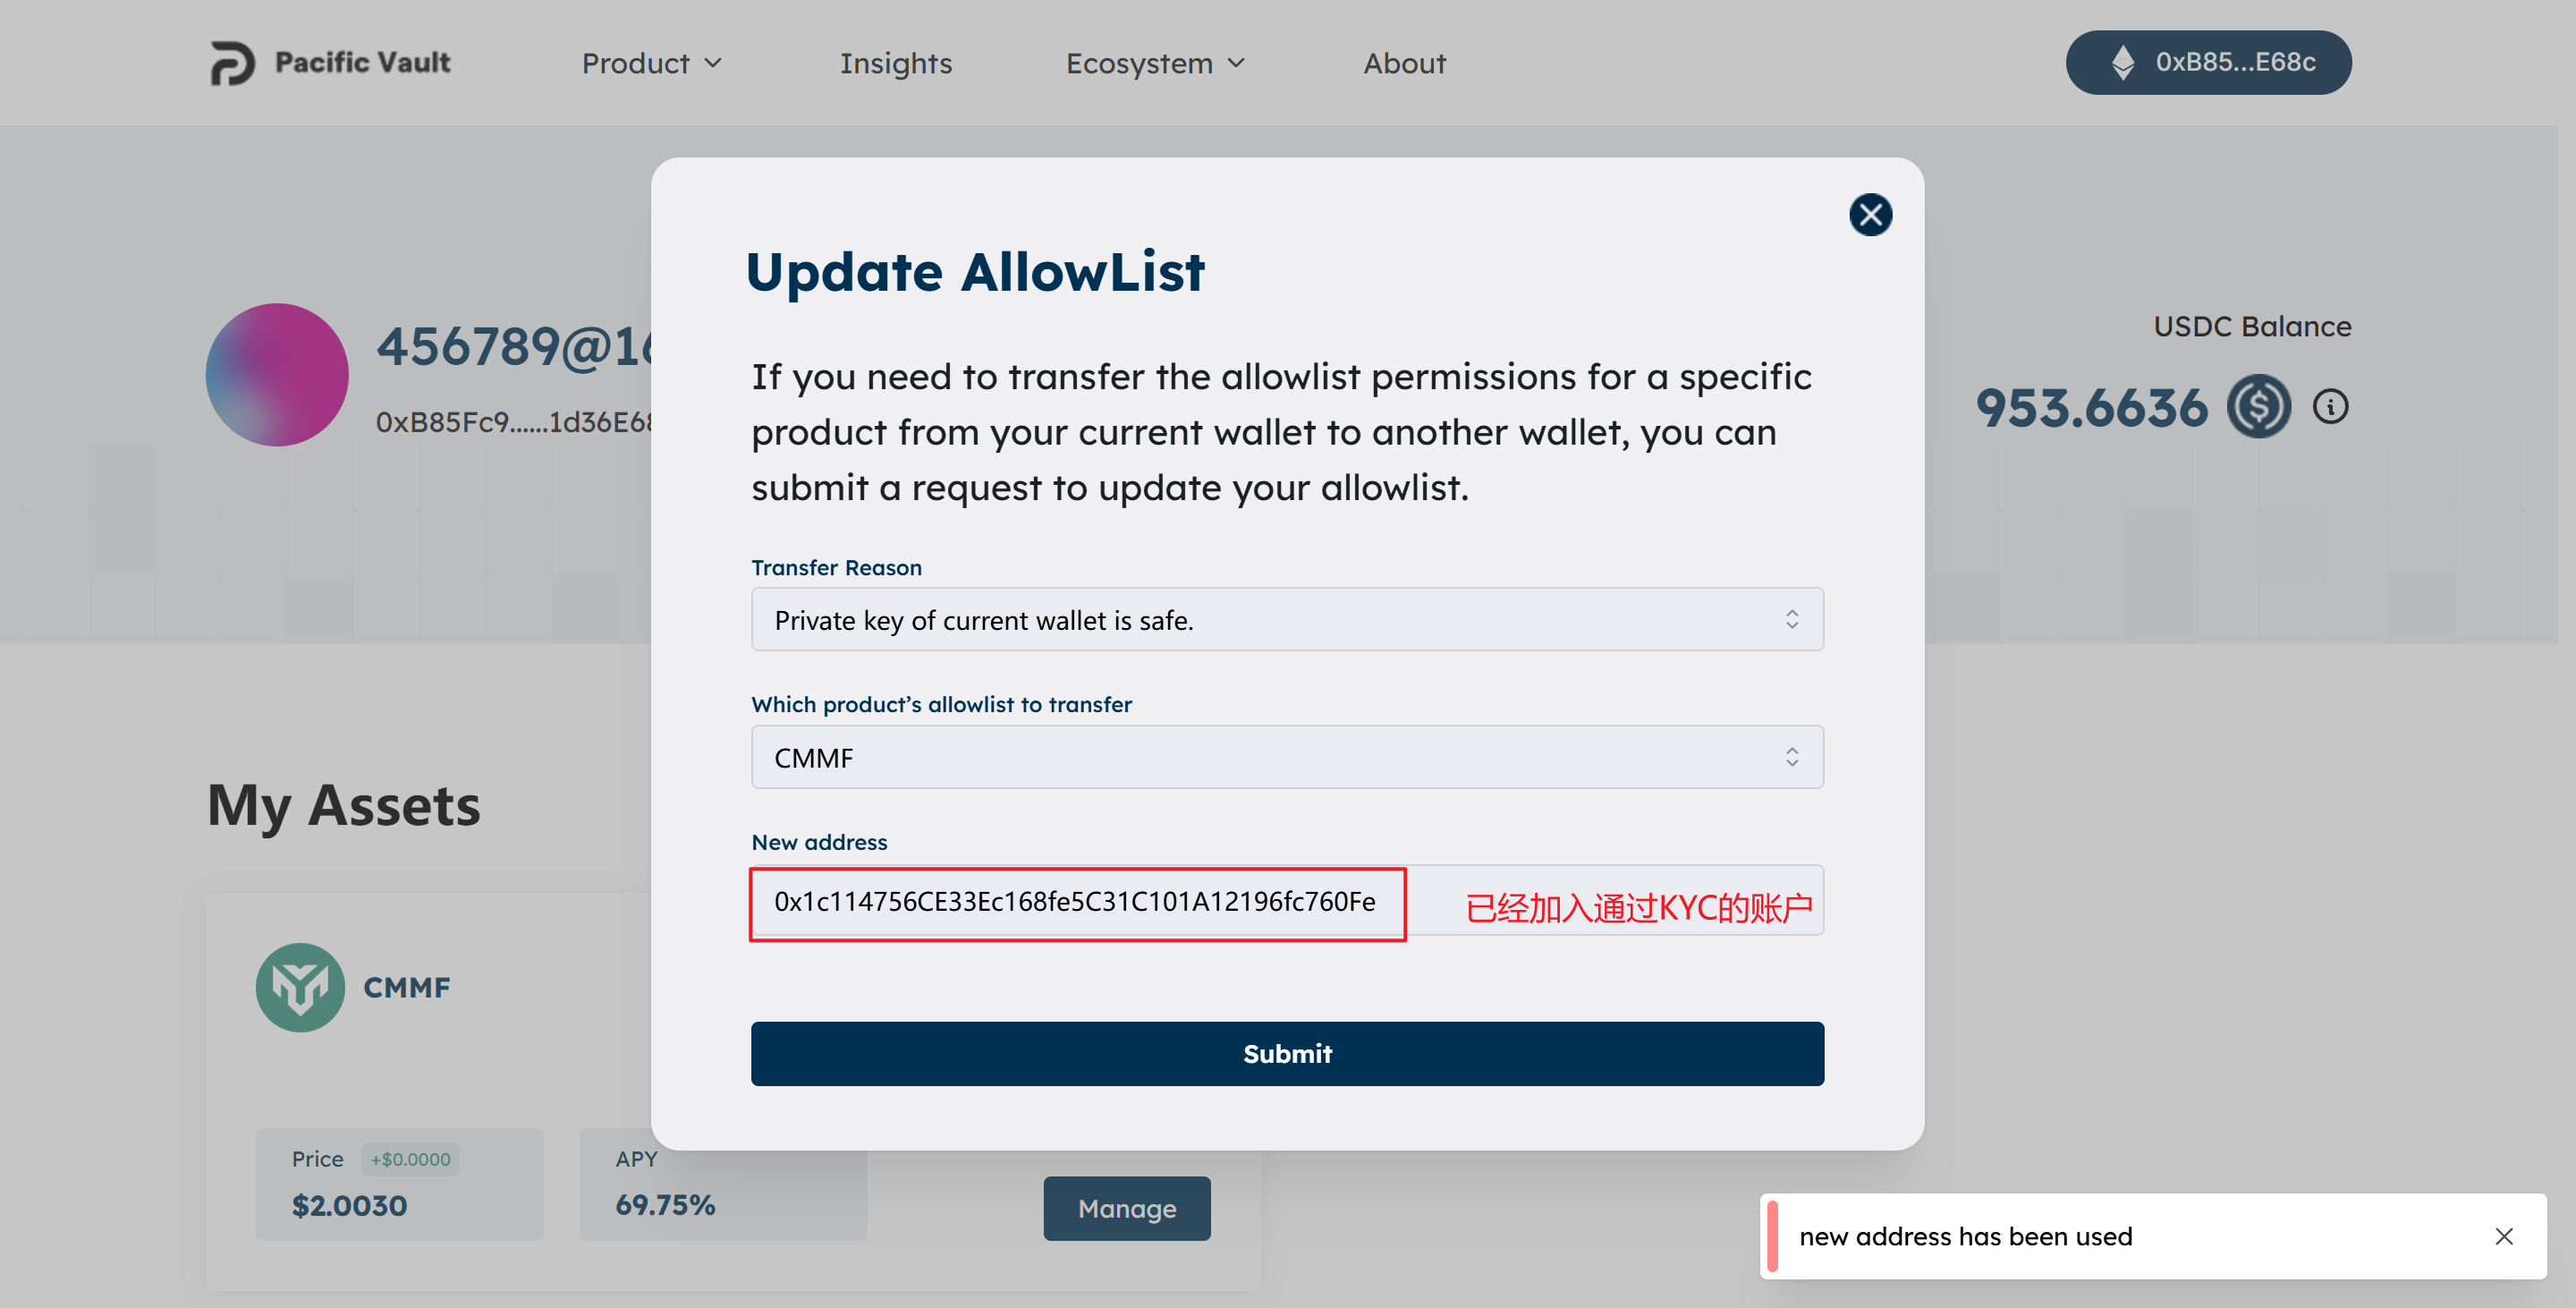 Pacific Vault
Product
Insights
Ecosystem
About
0xB85...E68c
Update AllowList
If you need to transfer the allowlist permissions for a specific
product from your current wallet to another wallet, you can
submit a request to update your allowlist.
456789@16
0xB85Fc9......1d36E68
USDC Balance
953.6636
Transfer Reason
Private key of current wallet is safe.
Which product’s allowlist to transfer
CMMF
New address
0x1c114756CE33Ec168fe5C31C101A12196fc760Fe
已经加入通过KYC的账户
Submit
My Assets
CMMF
Price
+$0.0000
$2.0030
APY
69.75%
Manage
new address has been used